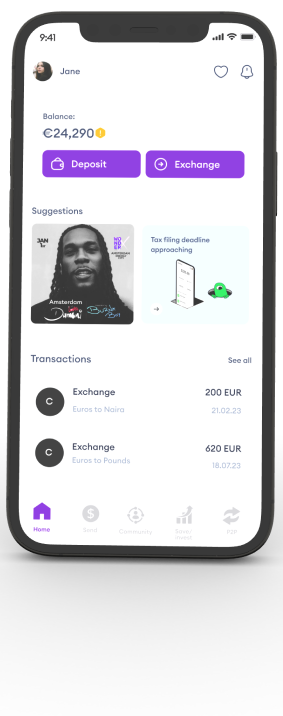 9:41
Jane
Balance:
€24,290
Deposit
Exchange
Suggestions
JAN
Amsterdam
Tax filing deadline
approaching
Transactions
See all
C
Exchange
200 EUR
Euros to Naira
21.02.23
C
Exchange
620 EUR
Euros to Pounds
18.07.23
Home
Send
Community
P2P